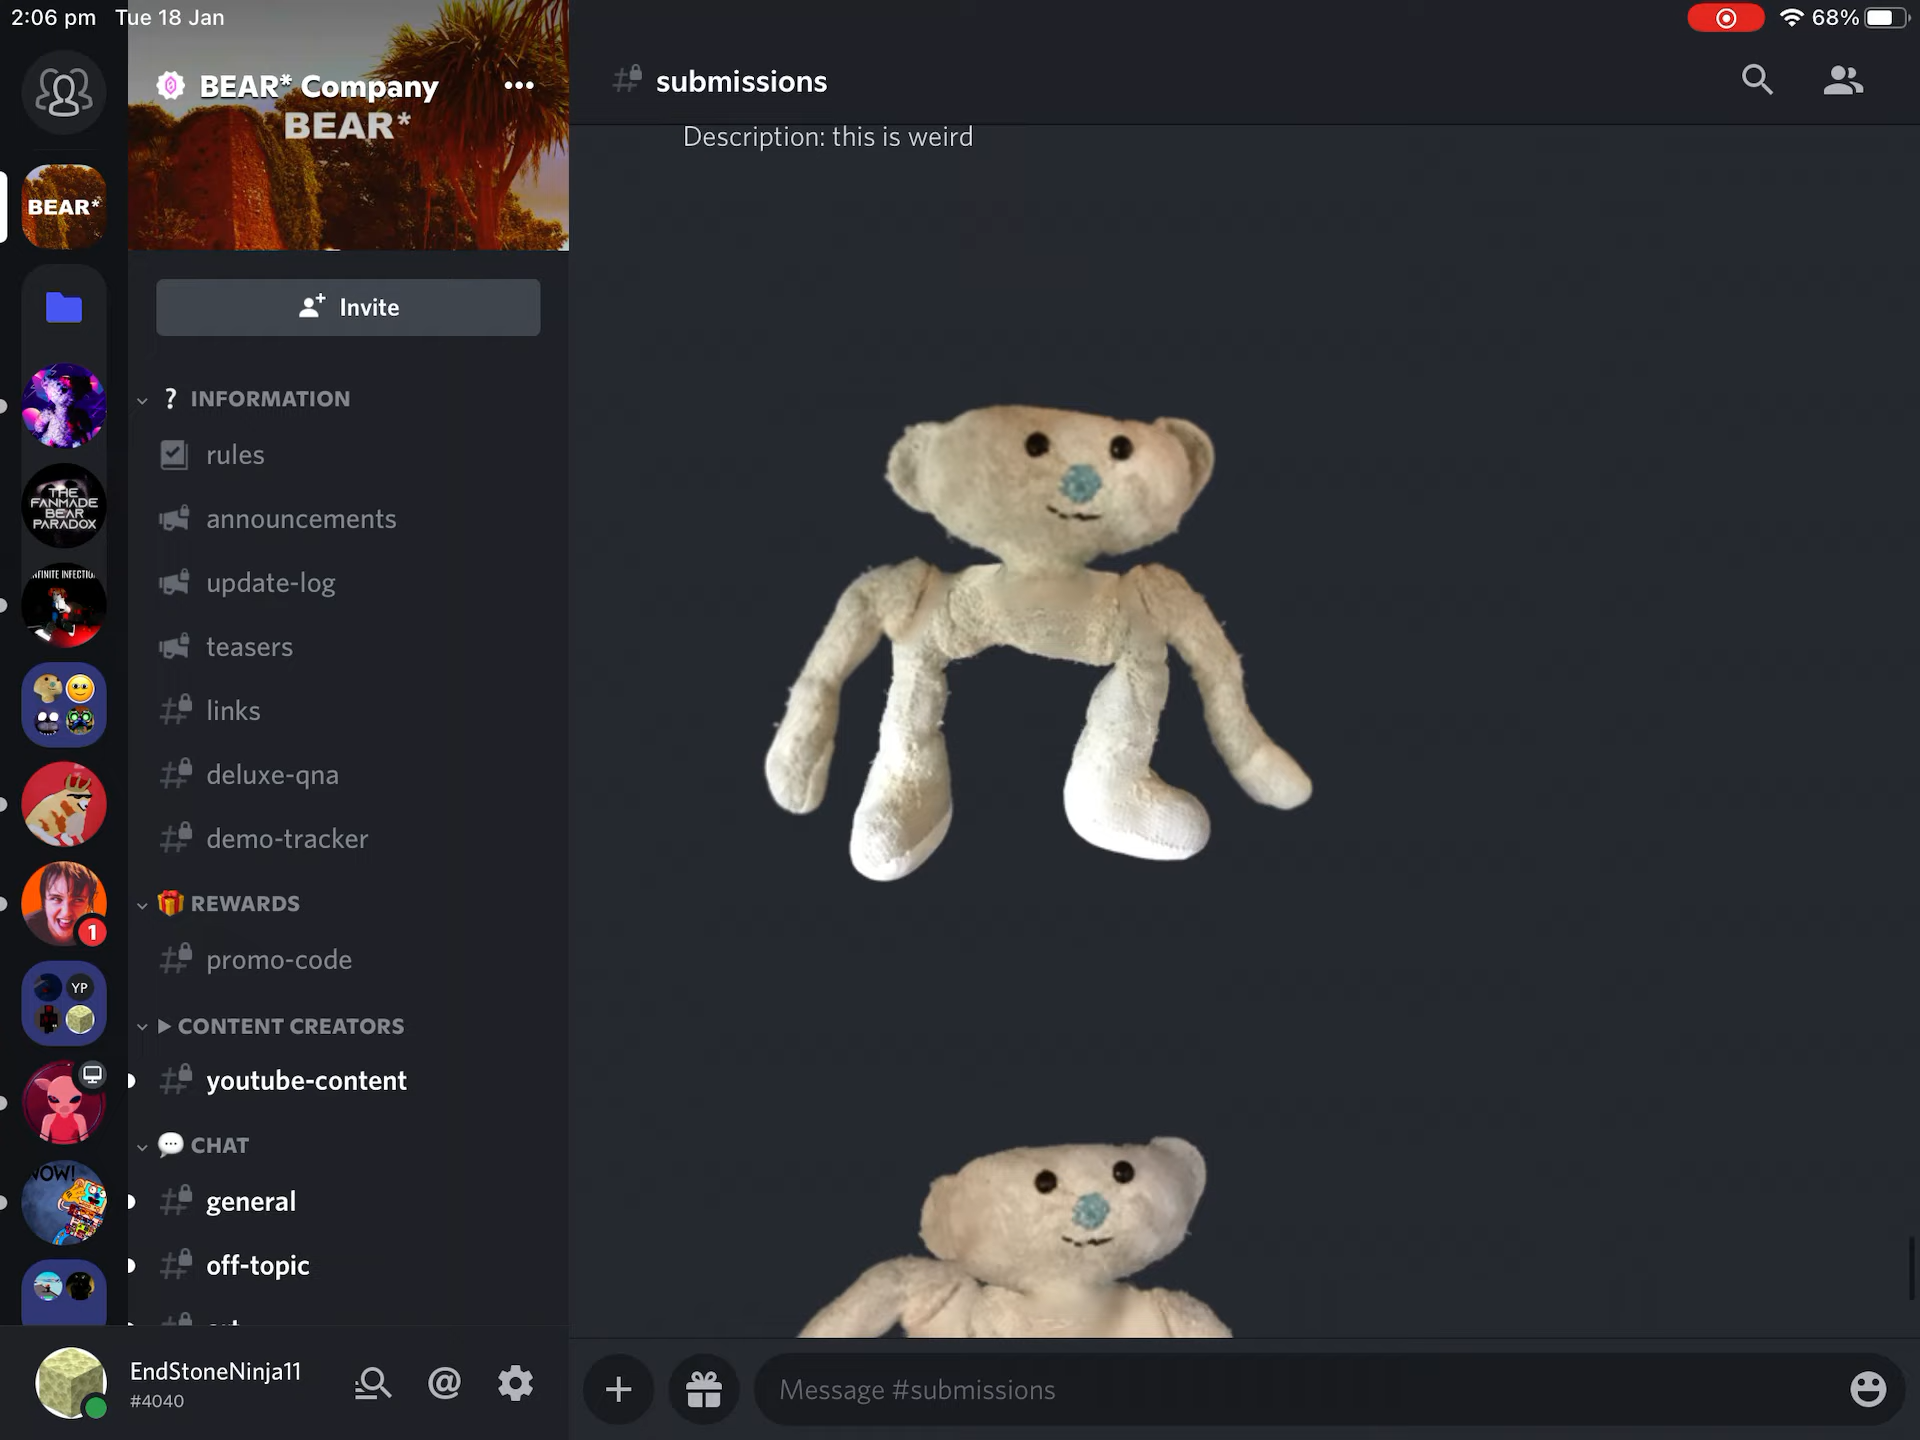 2:06 pm Tue 18 Jan
68%
BEAR* Company
BEAR*
BEAR*
Invite
INFORMATION
rules
announcements
update-log
teasers
links
deluxe-qna
demo-tracker
REWARDS
promo-code
CONTENT CREATORS
youtube-content
CHAT
general
off-topic
THE
FANMADE
BEAR
PARADOX
1
YP
WOW!
EndStoneNinja11
#4040
submissions
Description: this is weird
Message #submissions